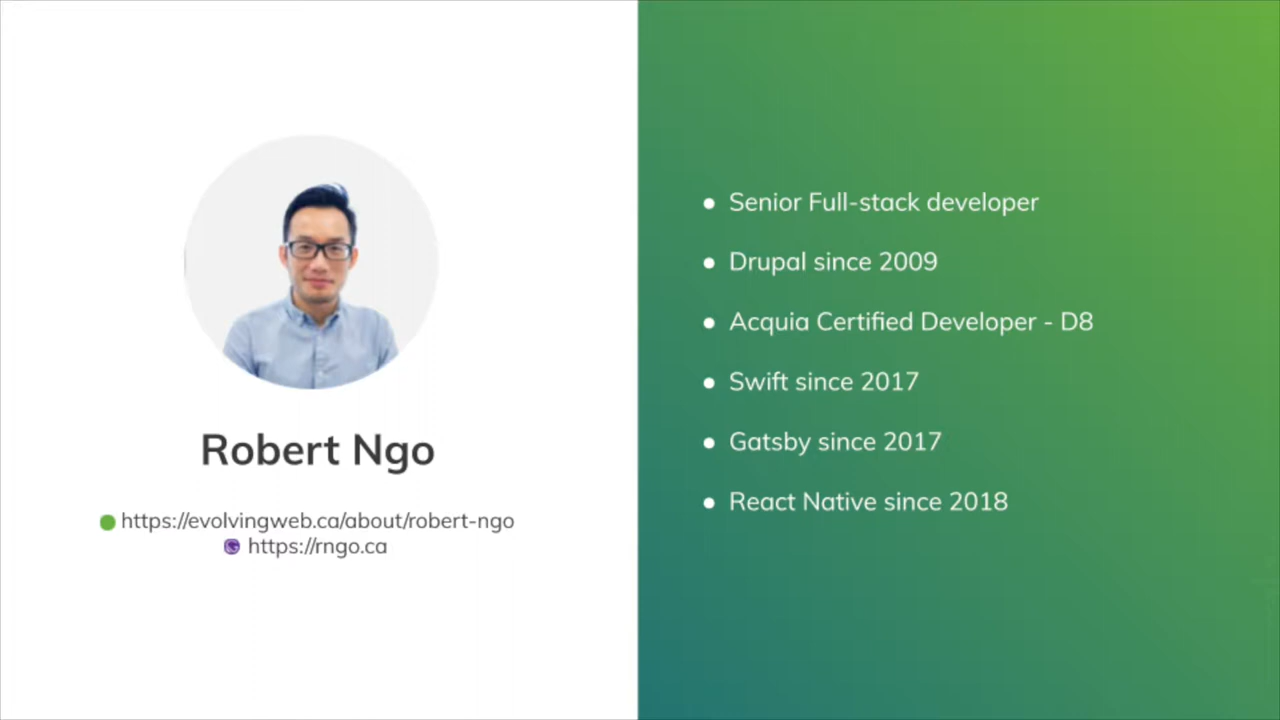 Robert Ngo
https://evolvingweb.ca/about/robert-ngo
https://rngo.ca
● Senior Full-stack developer
● Drupal since 2009
● Acquia Certified Developer - D8
● Swift since 2017
● Gatsby since 2017
● React Native since 2018